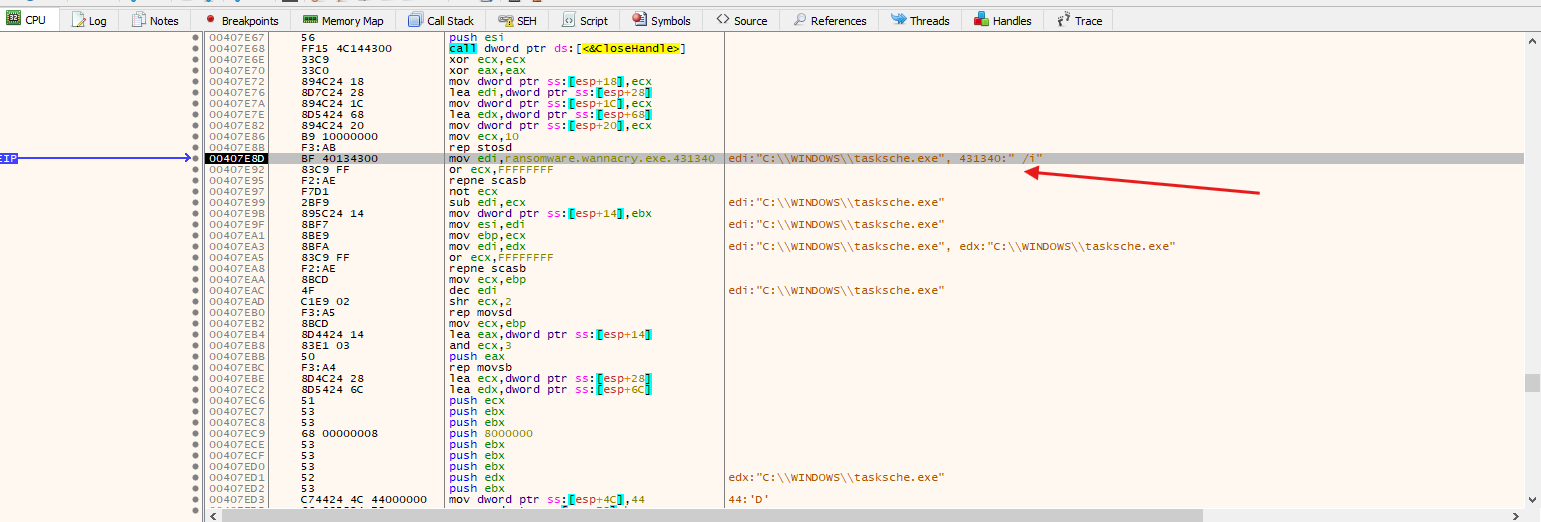 CPU Log Notes Breakpoints Memory Map Call Stack SEH Script Symbols Source References Threads Handles Trace
00407E67 56 push esi
00407E68 FF15 4C144300 call dword ptr ds:[<&CloseHandle>]
00407E6E 33C9 xor ecx,ecx
00407E70 33C0 xor eax,eax
00407E72 894C24 18 mov dword ptr ss:[esp+18],ecx
00407E76 8D7C24 28 lea edi,dword ptr ss:[esp+28]
00407E7A 894C24 1C mov dword ptr ss:[esp+1C],ecx
00407E7E 8D5424 68 lea edx,dword ptr ss:[esp+68]
00407E82 894C24 20 mov dword ptr ss:[esp+20],ecx
00407E86 B9 10000000 mov ecx,10
00407E8B F3:AB rep stosd
EIP 00407E8D BF 40134300 mov edi,ransomware.wannacry.exe.431340 edi:"C:\\WINDOWS\\tasksche.exe", 431340:" /i"
00407E92 83C9 FF or ecx,FFFFFFFF
00407E95 F2:AE repne scasb
00407E97 F7D1 not ecx
00407E99 2BF9 sub edi,ecx edi:"C:\\WINDOWS\\tasksche.exe"
00407E9B 895C24 14 mov dword ptr ss:[esp+14],ebx
00407E9F 8BF7 mov esi,edi edi:"C:\\WINDOWS\\tasksche.exe"
00407EA1 8BE9 mov ebp,ecx
00407EA3 8BFA mov edi,edx edi:"C:\\WINDOWS\\tasksche.exe", edx:"C:\\WINDOWS\\tasksche.exe"
00407EA5 83C9 FF or ecx,FFFFFFFF
00407EA8 F2:AE repne scasb
00407EAA 8BCD mov ecx,ebp
00407EAC 4F dec edi edi:"C:\\WINDOWS\\tasksche.exe"
00407EAD C1E9 02 shr ecx,2
00407EB0 F3:A5 rep movsd
00407EB2 8BCD mov ecx,ebp
00407EB4 8D4424 14 lea eax,dword ptr ss:[esp+14]
00407EB8 83E1 03 and ecx,3
00407EBB 50 push eax
00407EBC F3:A4 rep movsb
00407EBE 8D4C24 28 lea ecx,dword ptr ss:[esp+28]
00407EC2 8D5424 6C lea edx,dword ptr ss:[esp+6C]
00407EC6 51 push ecx
00407EC7 53 push ebx
00407EC8 53 push ebx
00407EC9 68 00000008 push 8000000
00407ECE 53 push ebx
00407ECF 53 push ebx
00407ED0 53 push ebx
00407ED1 52 push edx edx:"C:\\WINDOWS\\tasksche.exe"
00407ED2 53 push ebx
00407ED3 C74424 4C 44000000 mov dword ptr ss:[esp+4C],44 44:'D'